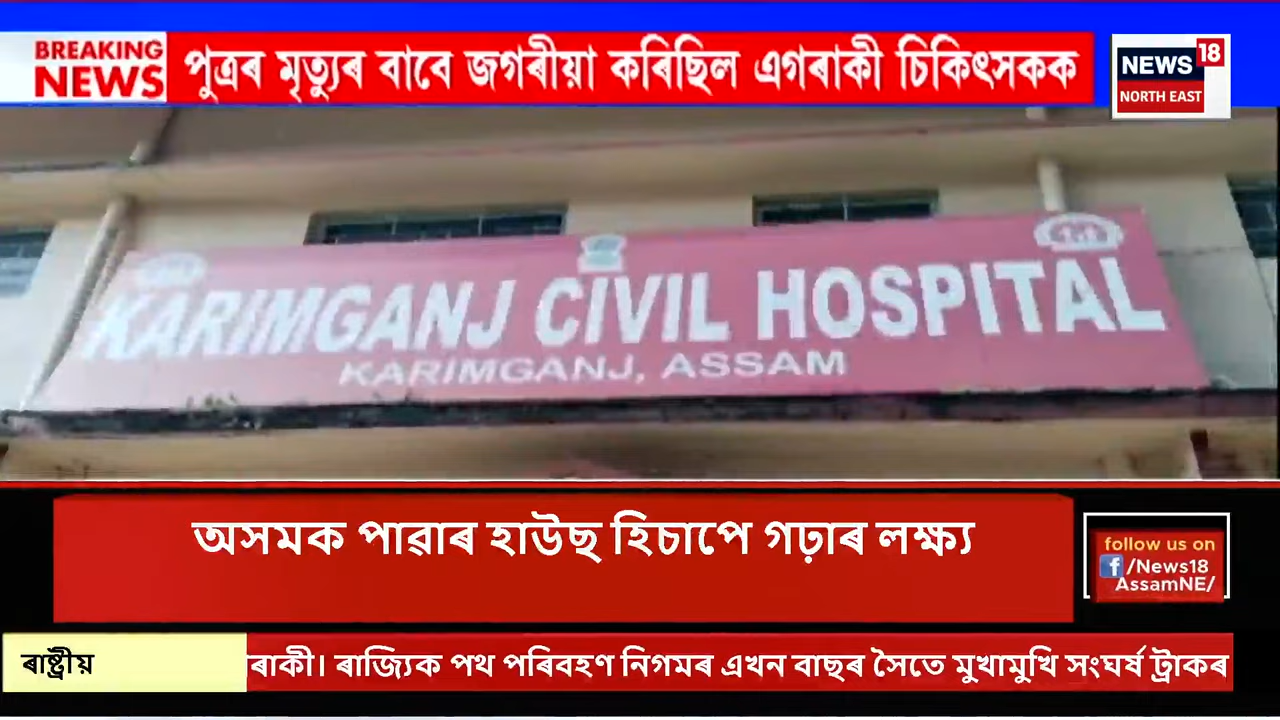 BREAKING
NEWS
পুত্ৰৰ মৃত্যুৰ বাবে জগৰীয়া কৰিছিল এগৰাকী চিকিৎসকক
NEWS 18
NORTH EAST
KARIMGANJ CIVIL HOSPITAL
KARIMGANJ, ASSAM
অসমক পাৱাৰ হাউছ হিচাপে গঢ়াৰ লক্ষ্য
follow us on
/News18
AssamNE/
ৰাষ্ট্ৰীয়
ৰাকী। ৰাজ্যিক পথ পৰিবহণ নিগমৰ এখন বাছৰ সৈতে মুখামুখি সংঘৰ্ষ ট্ৰাকৰ